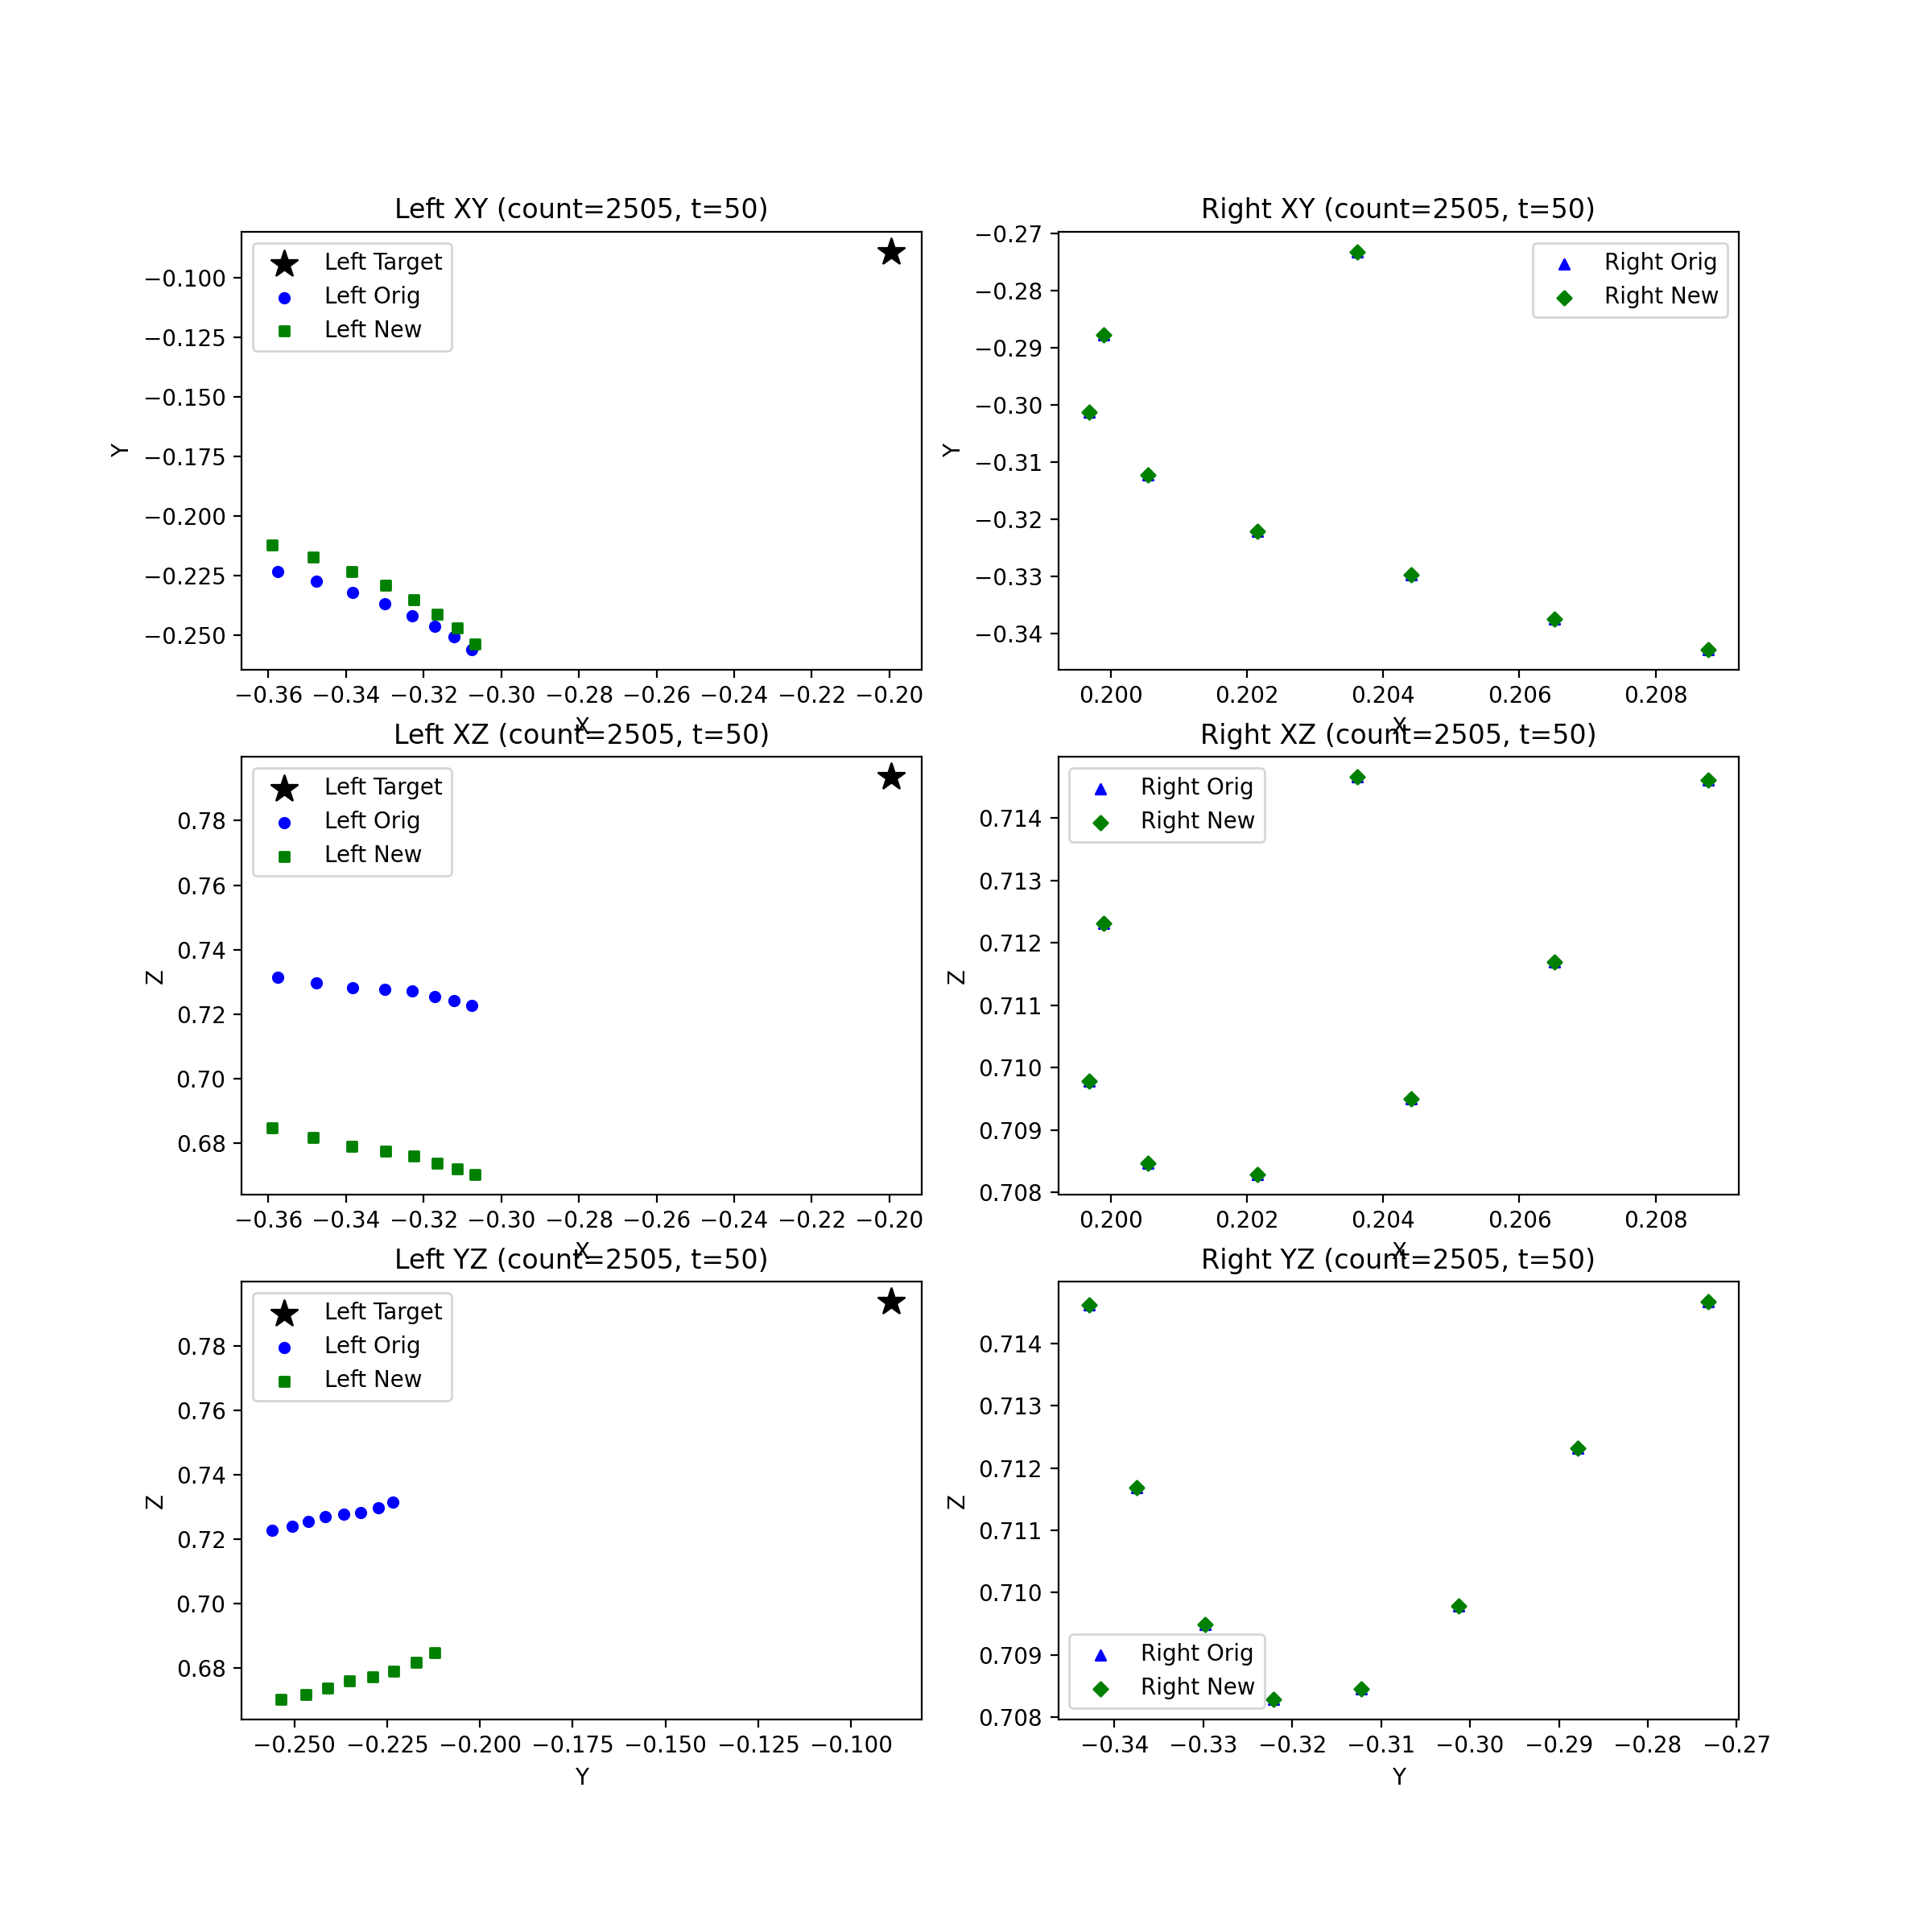 Left XY (count=2505, t=50)
Left Target
Left Orig
Left New
−0.100
−0.125
−0.150
−0.175
−0.200
−0.225
−0.250
Y
−0.36 −0.34 −0.32 −0.30 −0.28 −0.26 −0.24 −0.22 −0.20
X
Right XY (count=2505, t=50)
Right Orig
Right New
−0.27
−0.28
−0.29
−0.30
−0.31
−0.32
−0.33
−0.34
Y
0.200 0.202 0.204 0.206 0.208
X
Left XZ (count=2505, t=50)
Left Target
Left Orig
Left New
0.78
0.76
0.74
0.72
0.70
0.68
Z
−0.36 −0.34 −0.32 −0.30 −0.28 −0.26 −0.24 −0.22 −0.20
X
Right XZ (count=2505, t=50)
Right Orig
Right New
0.714
0.713
0.712
0.711
0.710
0.709
0.708
Z
0.200 0.202 0.204 0.206 0.208
X
Left YZ (count=2505, t=50)
Left Target
Left Orig
Left New
0.78
0.76
0.74
0.72
0.70
0.68
Z
−0.250 −0.225 −0.200 −0.175 −0.150 −0.125 −0.100
Y
Right YZ (count=2505, t=50)
0.714
0.713
0.712
0.711
0.710
0.709
0.708
Z
Right Orig
Right New
−0.34 −0.33 −0.32 −0.31 −0.30 −0.29 −0.28 −0.27
Y